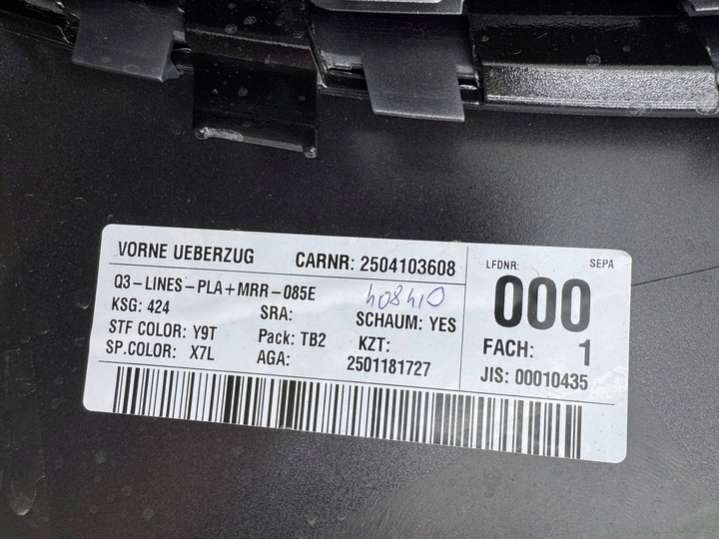 VORNE UEBERZUG CARNR: 2504103608
Q3-LINES-PLA+MRR-085E
408410
KSG: 424 SRA: SCHAUM: YES
STF COLOR: Y9T Pack: TB2 KZT:
SP.COLOR: X7L AGA: 2501181727
LFDNR: SEPA
000
FACH: 1
JIS: 00010435